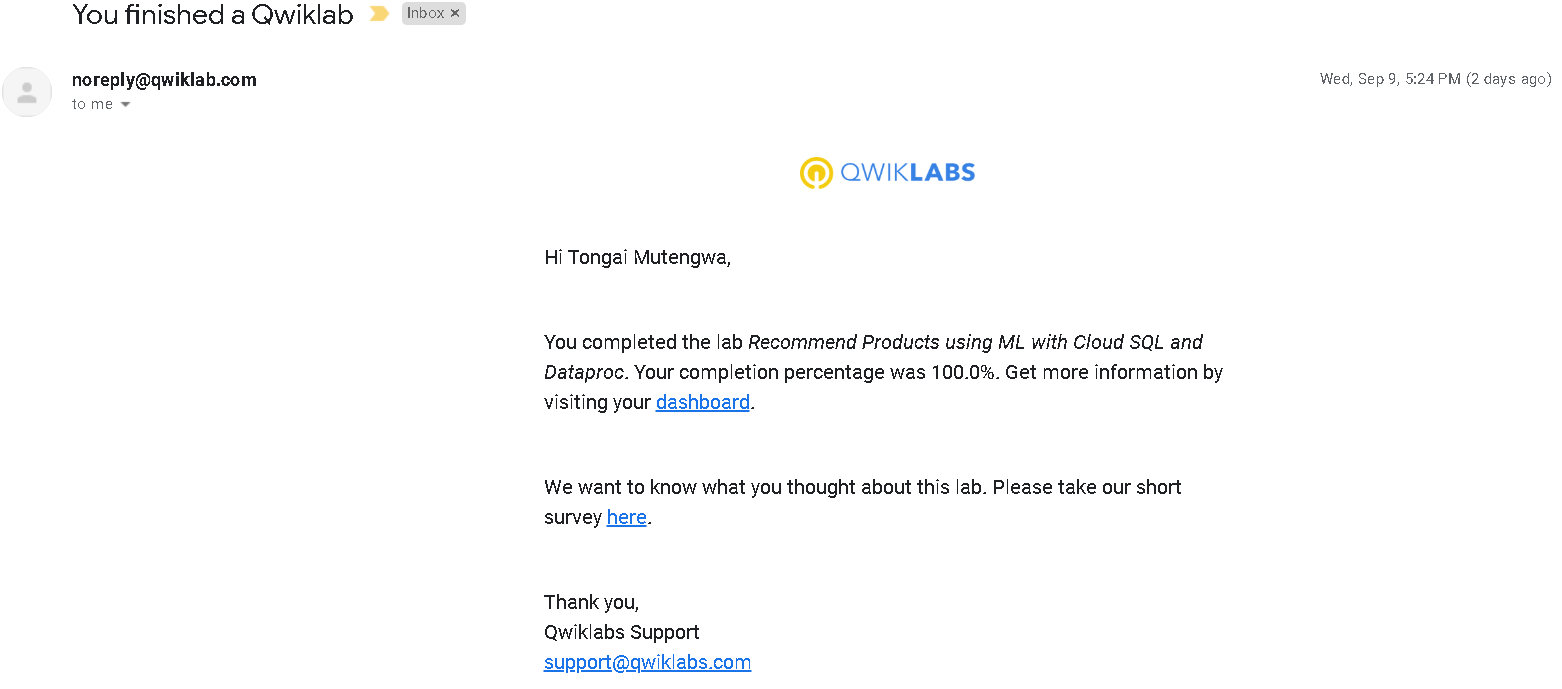 You finished a Qwiklab Inbox ×
noreply@qwiklab.com Wed, Sep 9, 5:24 PM (2 days ago)
to me
QWIKLABS
Hi Tongai Mutengwa,
You completed the lab Recommend Products using ML with Cloud SQL and
Dataproc. Your completion percentage was 100.0%. Get more information by
visiting your dashboard.
We want to know what you thought about this lab. Please take our short
survey here.
Thank you,
Qwiklabs Support
support@qwiklabs.com